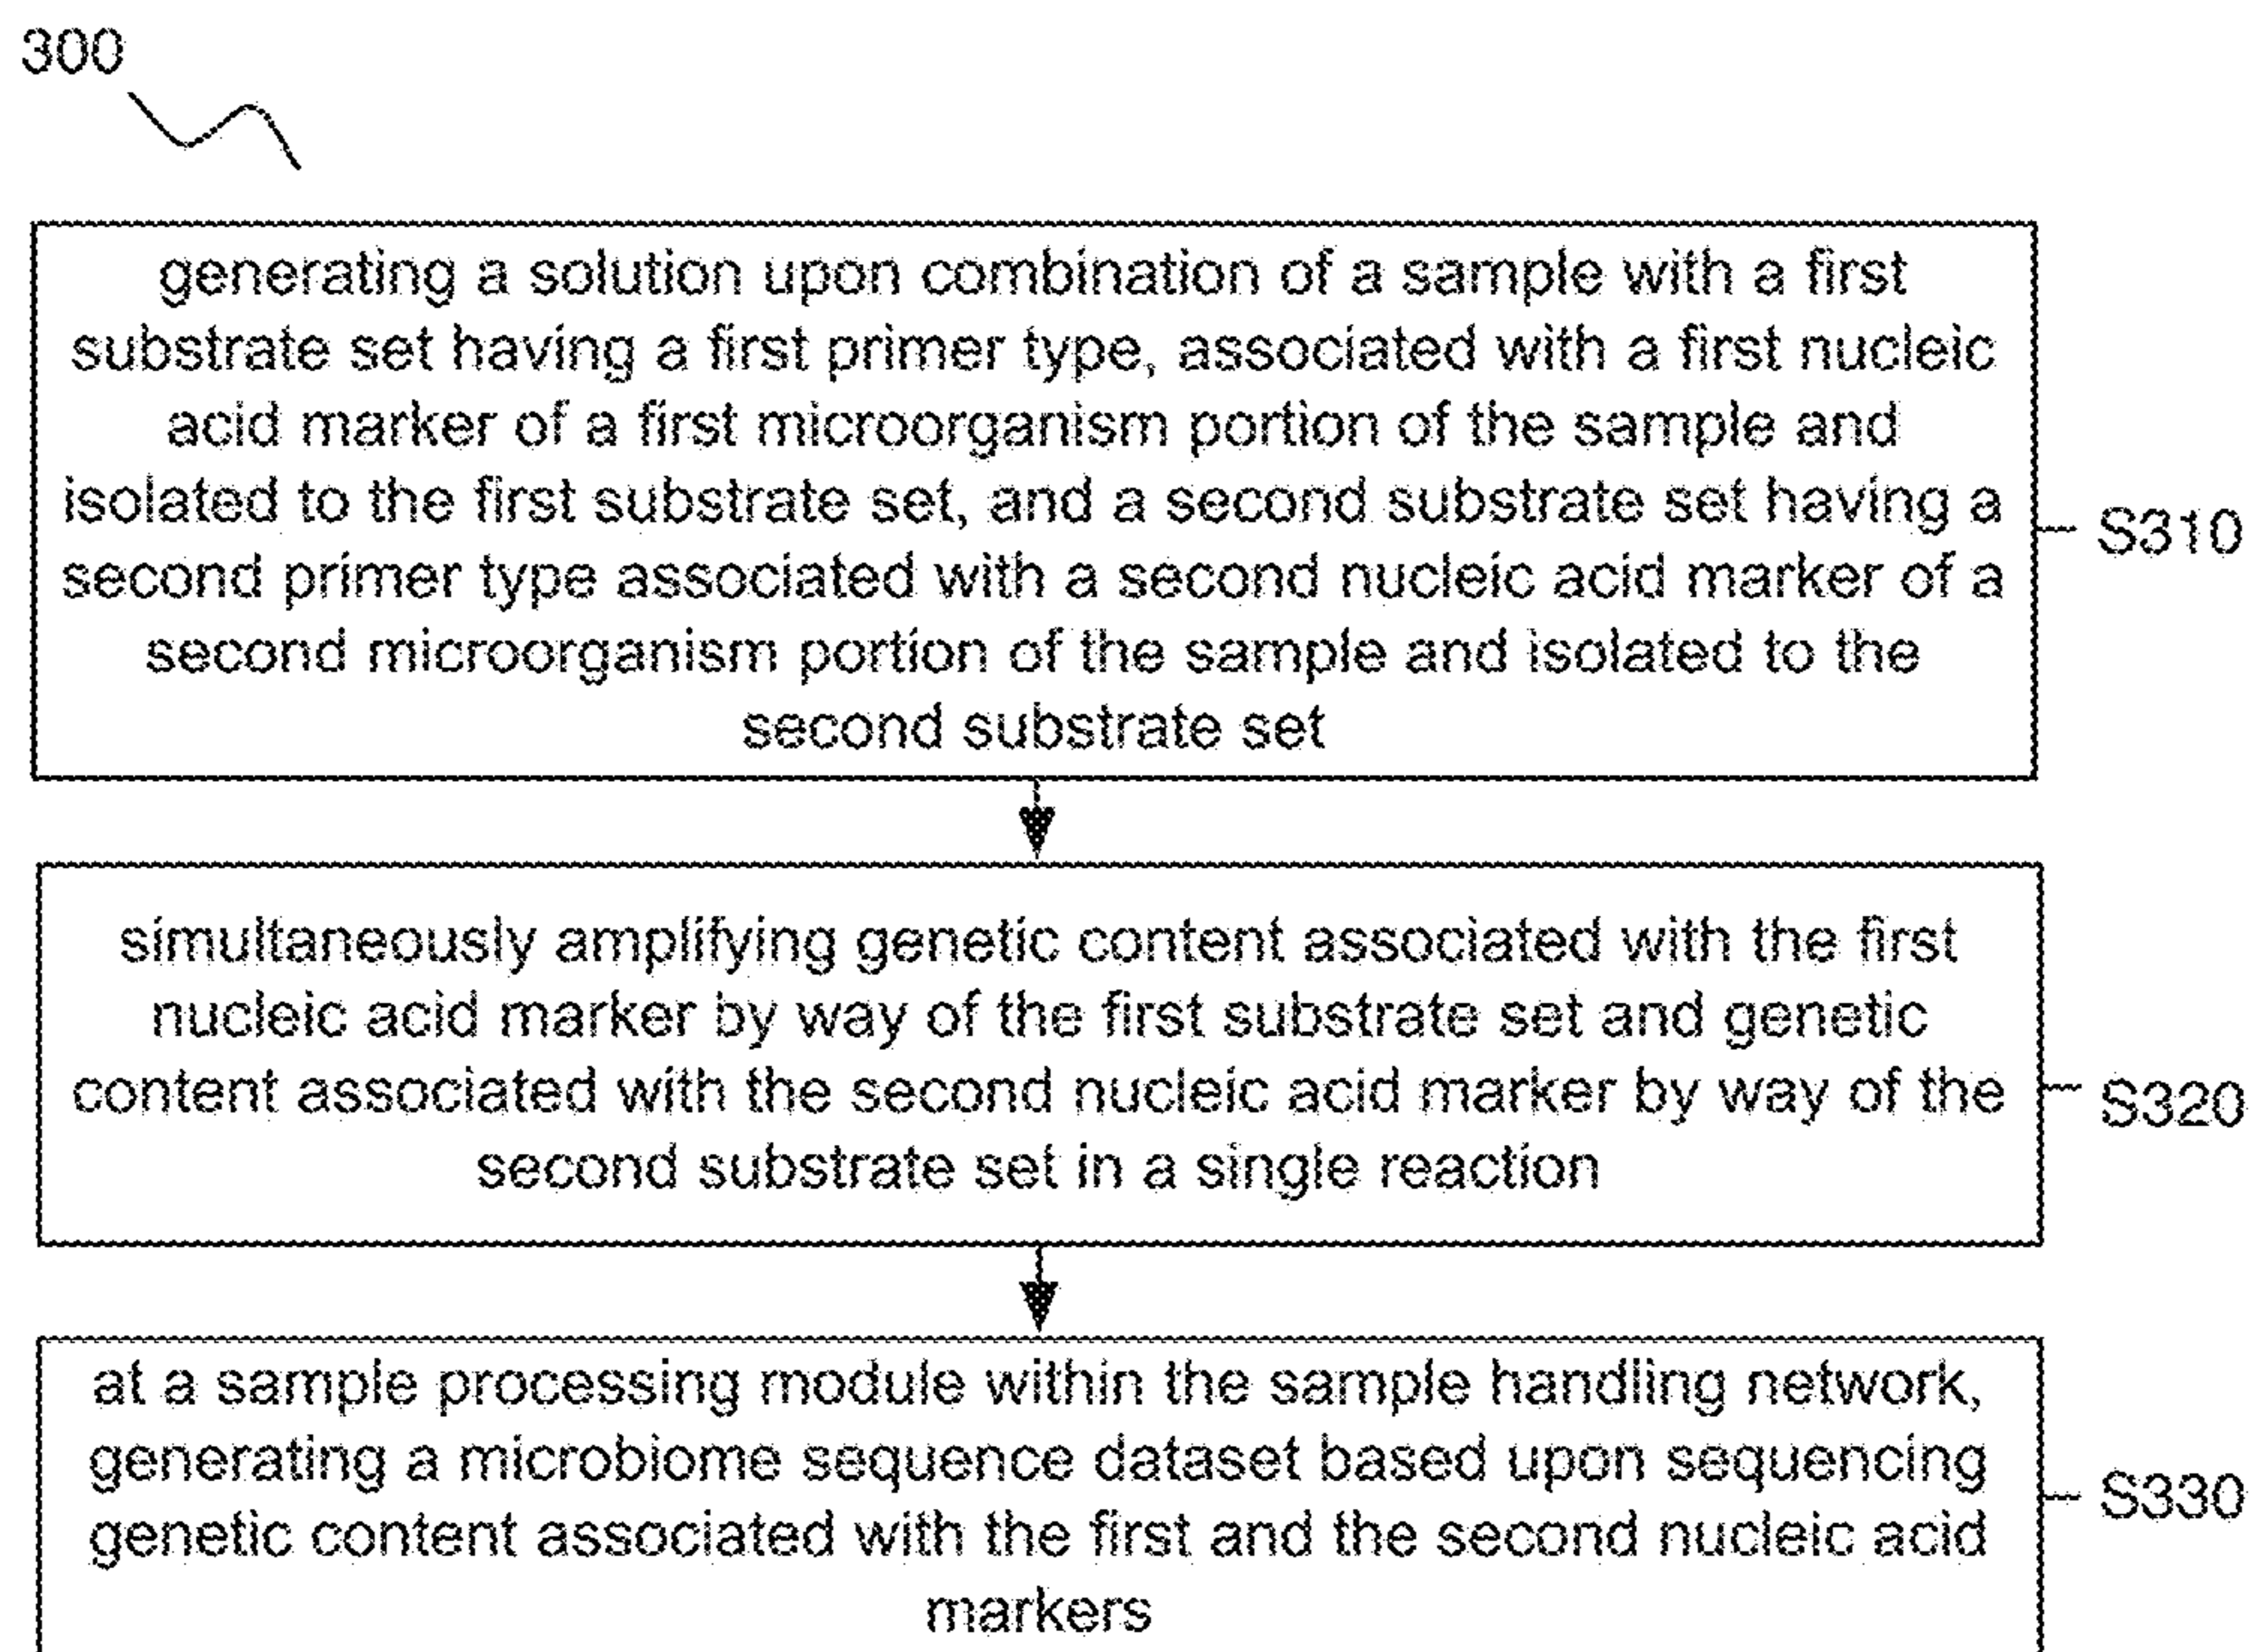 300
generating a solution upon combination of a sample with a first
substrate set having a first primer type, associated with a first nucleic
acid marker of a first microorganism portion of the sample and
isolated to the first substrate set, and a second substrate set having a
second primer type associated with a second nucleic acid marker of a
second microorganism portion of the sample and isolated to the
second substrate set
S310
simultaneously amplifying genetic content associated with the first
nucleic acid marker by way of the first substrate set and genetic
content associated with the second nucleic acid marker by way of the
second substrate set in a single reaction
S320
at a sample processing module within the sample handling network,
generating a microbiome sequence dataset based upon sequencing
genetic content associated with the first and the second nucleic acid
markers
S330